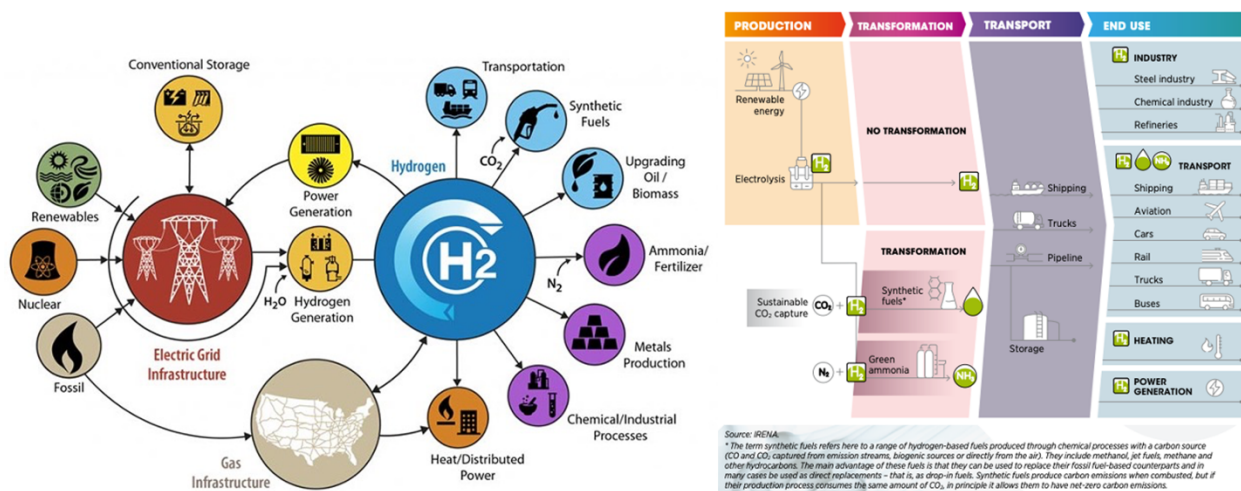 Conventional Storage
Renewables
Nuclear
Fossil
Electric Grid
Infrastructure
Power
Generation
H2O
Hydrogen
Generation
Gas
Infrastructure
Hydrogen
H2
Transportation
CO2
Synthetic
Fuels
Upgrading
Oil /
Biomass
N2
Ammonia/
Fertilizer
Metals
Production
Chemical/Industrial
Processes
Heat/Distributed
Power
PRODUCTION
TRANSFORMATION
TRANSPORT
END USE
Renewable
energy
Electrolysis
H2
NO TRANSFORMATION
H2
TRANSFORMATION
Sustainable
CO2 capture
CO2 + H2
Synthetic
fuels*
N2 + H2
Green
ammonia
NH3
Shipping
Trucks
Pipeline
Storage
H2 INDUSTRY
Steel industry
Chemical industry
Refineries
H2 NH3 TRANSPORT
Shipping
Aviation
Cars
Rail
Trucks
Buses
H2 HEATING
H2 POWER
GENERATION
Source: IRENA.
* The term synthetic fuels refers here to a range of hydrogen-based fuels produced through chemical processes with a carbon source
(CO and CO2 captured from emission streams, biogenic sources or directly from the air). They include methanol, jet fuels, methane and
other hydrocarbons. The main advantage of these fuels is that they can be used to replace their fossil fuel-based counterparts and in
many cases be used as direct replacements – that is, as drop-in fuels. Synthetic fuels produce carbon emissions when combusted, but if
their production process consumes the same amount of CO2, in principle it allows them to have net-zero carbon emissions.